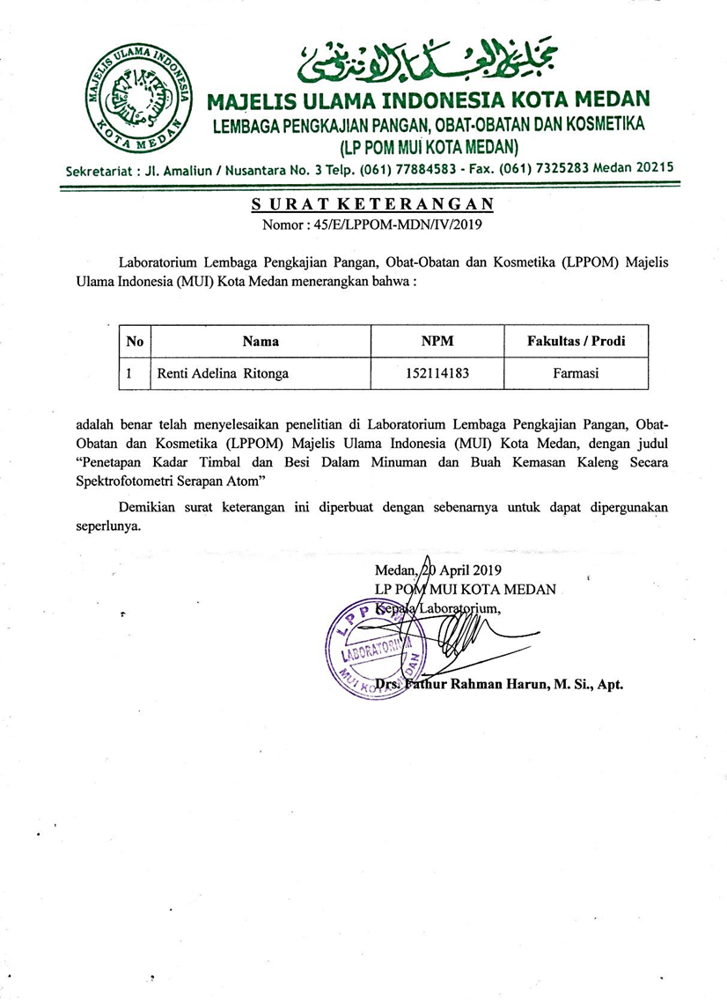 MAJELIS ULAMA INDONESIA
KOTA MEDAN
مجلس العلماء الإندونيسي
MAJELIS ULAMA INDONESIA KOTA MEDAN
LEMBAGA PENGKAJIAN PANGAN, OBAT-OBATAN DAN KOSMETIKA
(LP POM MUI KOTA MEDAN)
Sekretariat : Jl. Amaliun / Nusantara No. 3 Telp. (061) 77884583 - Fax. (061) 7325283 Medan 20215
S U R A T K E T E R A N G A N
Nomor : 45/E/LPPOM-MDN/IV/2019
Laboratorium Lembaga Pengkajian Pangan, Obat-Obatan dan Kosmetika (LPPOM) Majelis
Ulama Indonesia (MUI) Kota Medan menerangkan bahwa :
No Nama NPM Fakultas / Prodi
1 Renti Adelina Ritonga 152114183 Farmasi
adalah benar telah menyelesaikan penelitian di Laboratorium Lembaga Pengkajian Pangan, Obat-
Obatan dan Kosmetika (LPPOM) Majelis Ulama Indonesia (MUI) Kota Medan, dengan judul
“Penetapan Kadar Timbal dan Besi Dalam Minuman dan Buah Kemasan Kaleng Secara
Spektrofotometri Serapan Atom”
Demikian surat keterangan ini diperbuat dengan sebenarnya untuk dapat dipergunakan
seperlunya.
Medan, 20 April 2019
LP POM MUI KOTA MEDAN
Kepala Laboratorium,
LPPOM
LABORATORIUM
MUI KOTA MEDAN
Drs. Fathur Rahman Harun, M. Si., Apt.